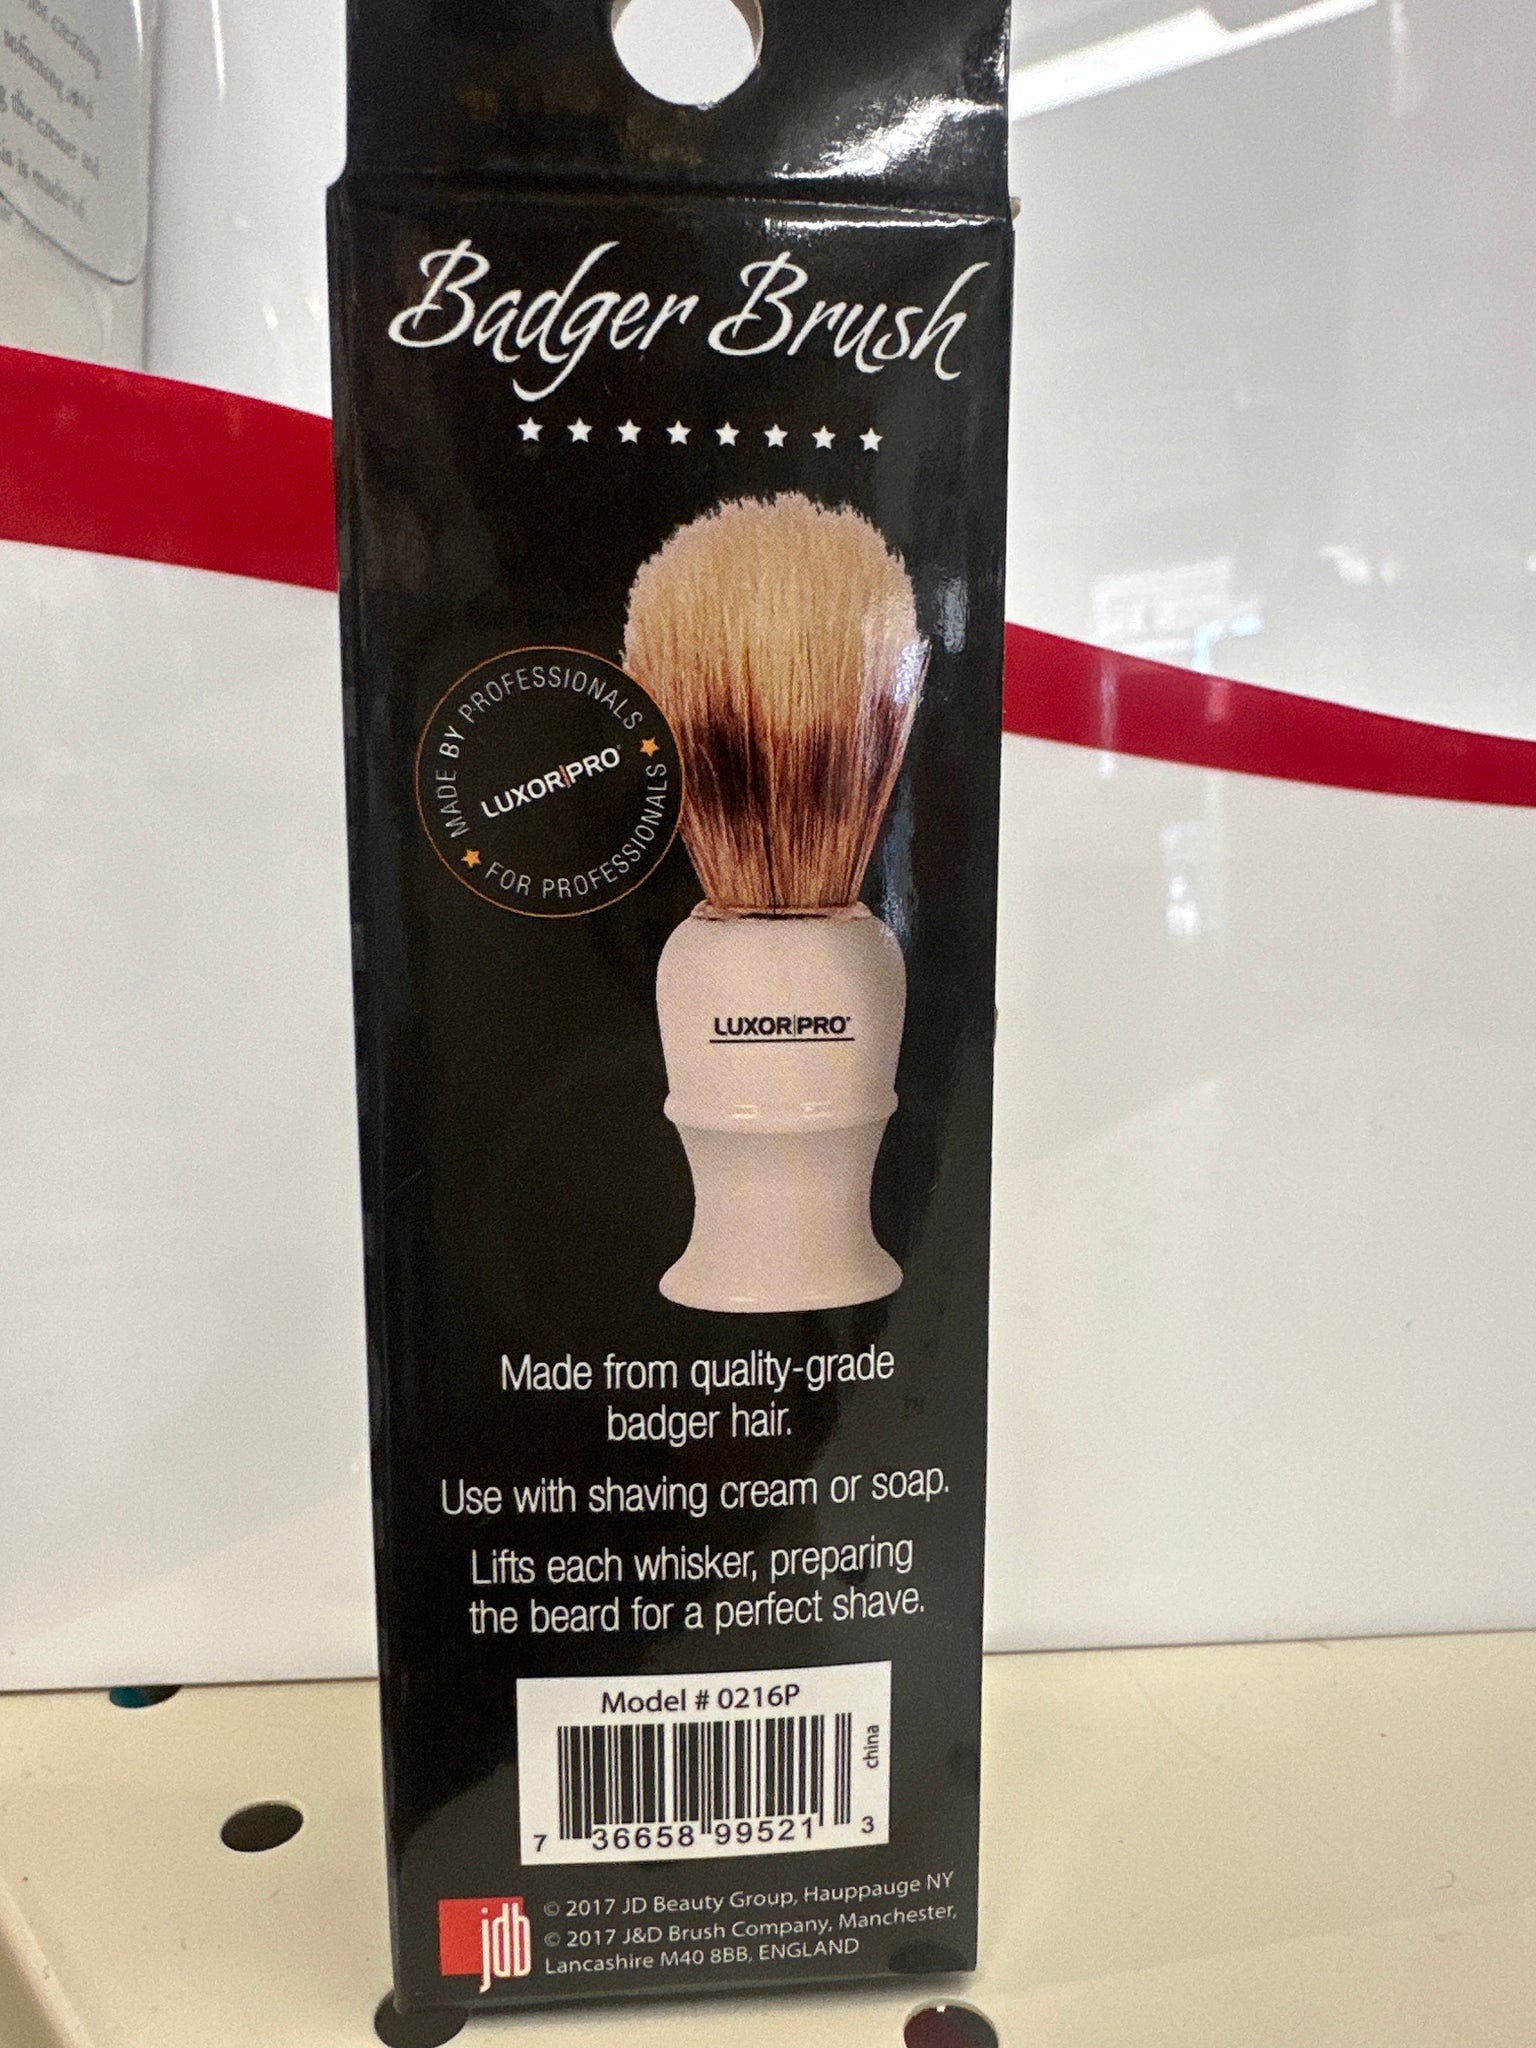 Badger Brush
MADE BY PROFESSIONALS
LUXOR|PRO
FOR PROFESSIONALS
LUXOR|PRO
Made from quality-grade
badger hair.
Use with shaving cream or soap.
Lifts each whisker, preparing
the beard for a perfect shave.
Model # 0216P
china
7 36658 99521 3
jdb
© 2017 JD Beauty Group, Hauppauge NY
© 2017 J&D Brush Company, Manchester,
Lancashire M40 8BB, ENGLAND